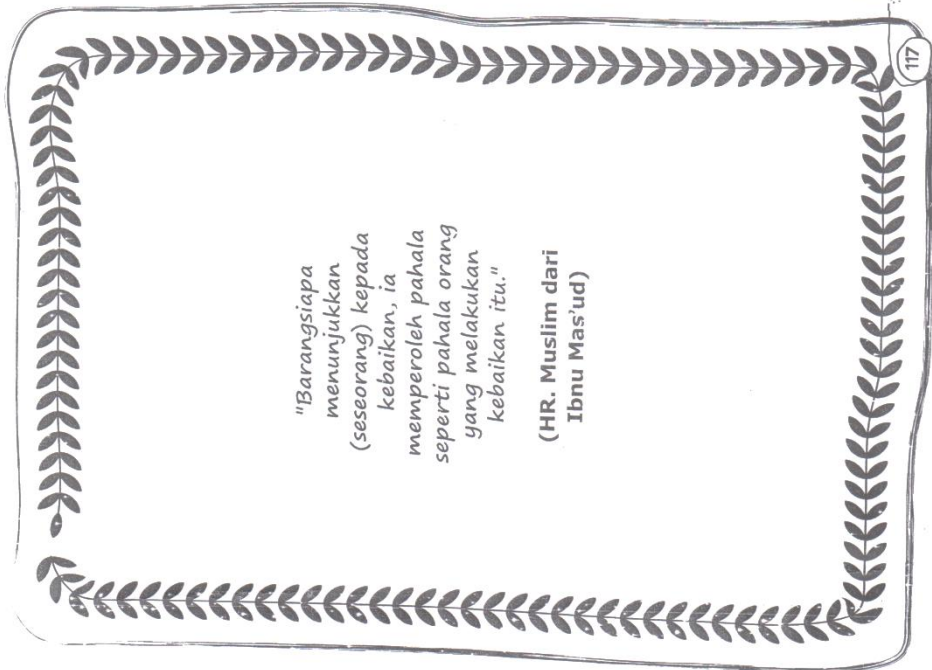 "Barangsiapa
menunjukkan
(seseorang) kepada
kebaikan, ia
memperoleh pahala
seperti pahala orang
yang melakukan
kebaikan itu."
(HR. Muslim dari
Ibnu Mas'ud)
117